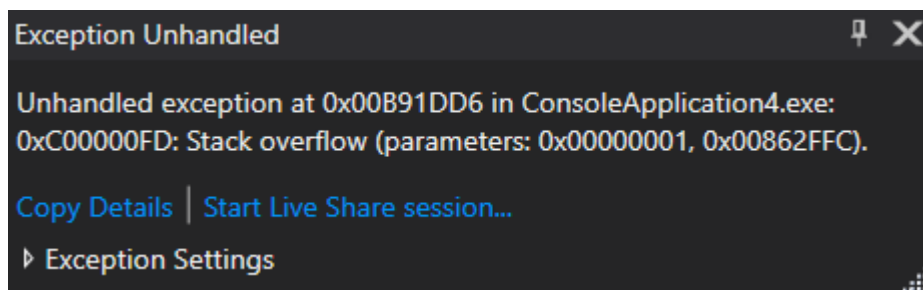 Exception Unhandled
Unhandled exception at 0x00B91DD6 in ConsoleApplication4.exe:
0xC00000FD: Stack overflow (parameters: 0x00000001, 0x00862FFC).
Copy Details | Start Live Share session...
Exception Settings